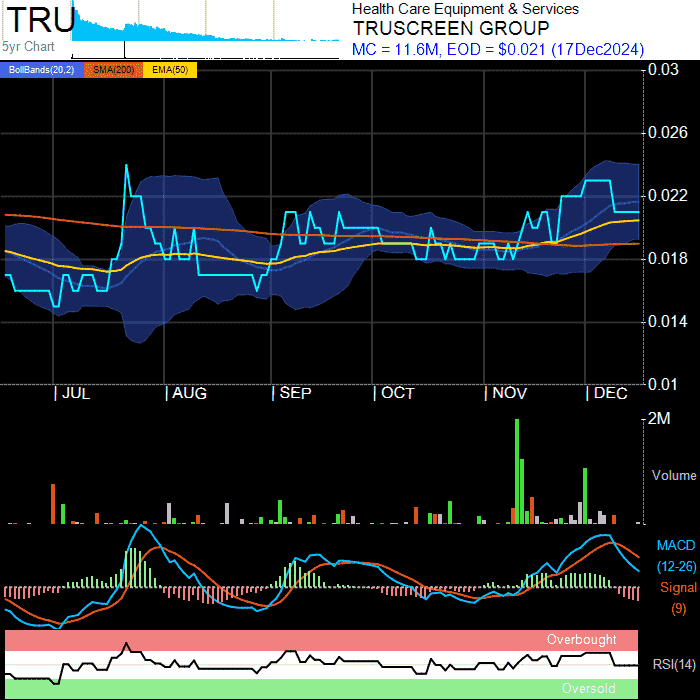 TRU
5yr Chart
Health Care Equipment & Services
TRUSCREEN GROUP
MC = 11.6M, EOD = $0.021 (17Dec2024)
BollBands(20,2) SMA(200) EMA(50)
0.03
0.026
0.022
0.018
0.014
0.01
| JUL | AUG | SEP | OCT | NOV | DEC
2M
Volume
MACD
(12-26)
Signal
(9)
Overbought
RSI(14)
Oversold